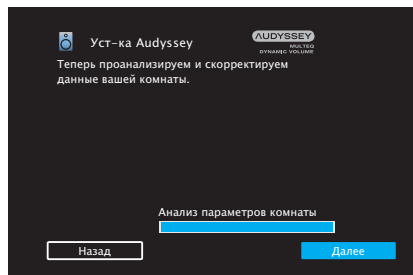 Уст-ка Audyssey
AUDYSSEY
MULTEQ
DYNAMIC VOLUME
Теперь проанализируем и скорректируем
данные вашей комнаты.
Анализ параметров комнаты
Назад
Далее